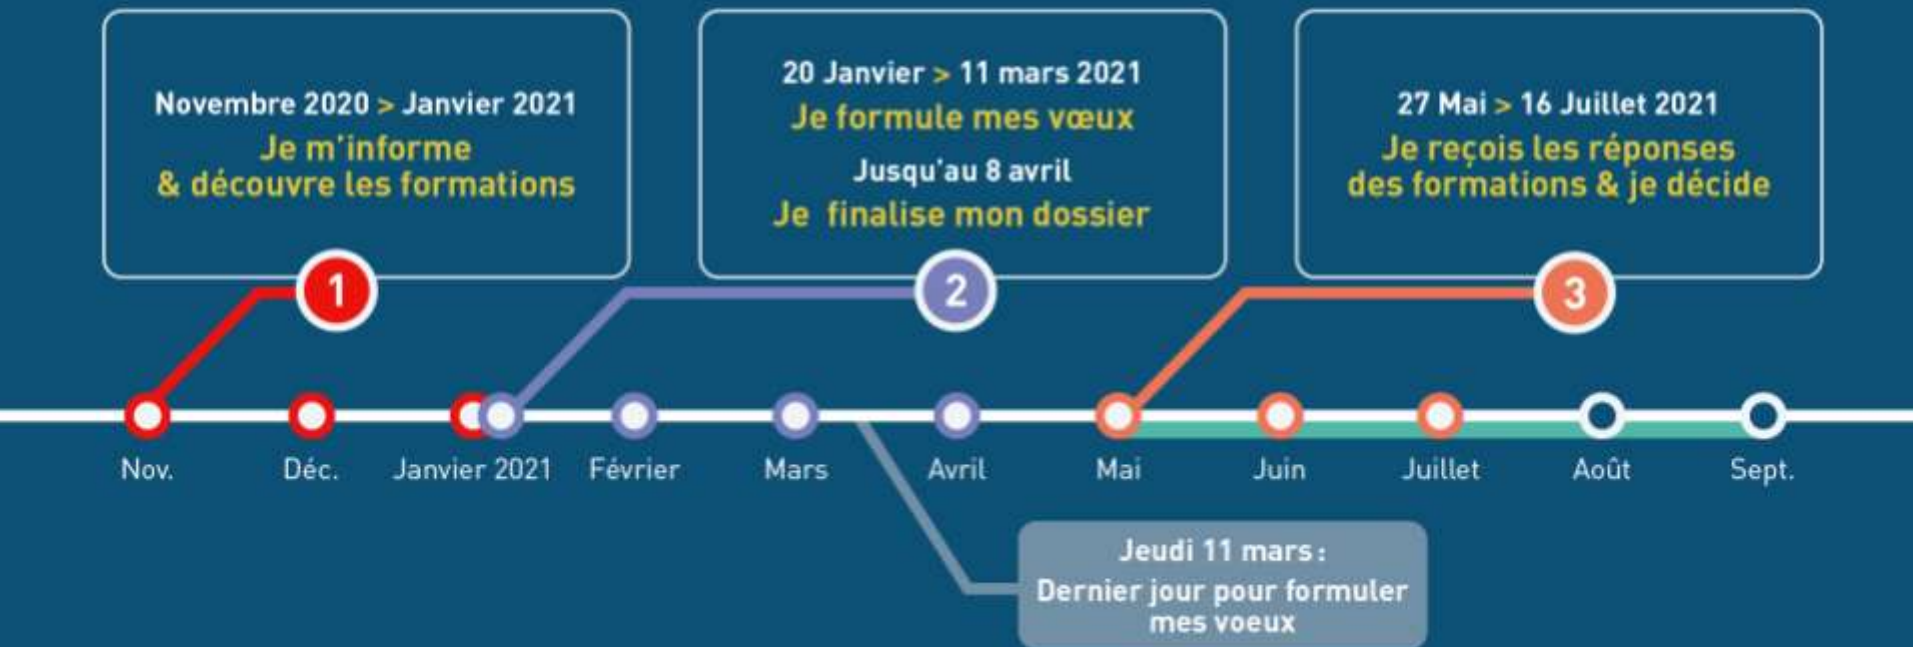 Novembre 2020 > Janvier 2021
Je m'informe
& découvre les formations
1
20 Janvier > 11 mars 2021
Je formule mes vœux
Jusqu'au 8 avril
Je finalise mon dossier
2
27 Mai > 16 Juillet 2021
Je reçois les réponses
des formations & je décide
3
Nov.
Déc.
Janvier 2021
Février
Mars
Avril
Mai
Juin
Juillet
Août
Sept.
Jeudi 11 mars :
Dernier jour pour formuler
mes voeux